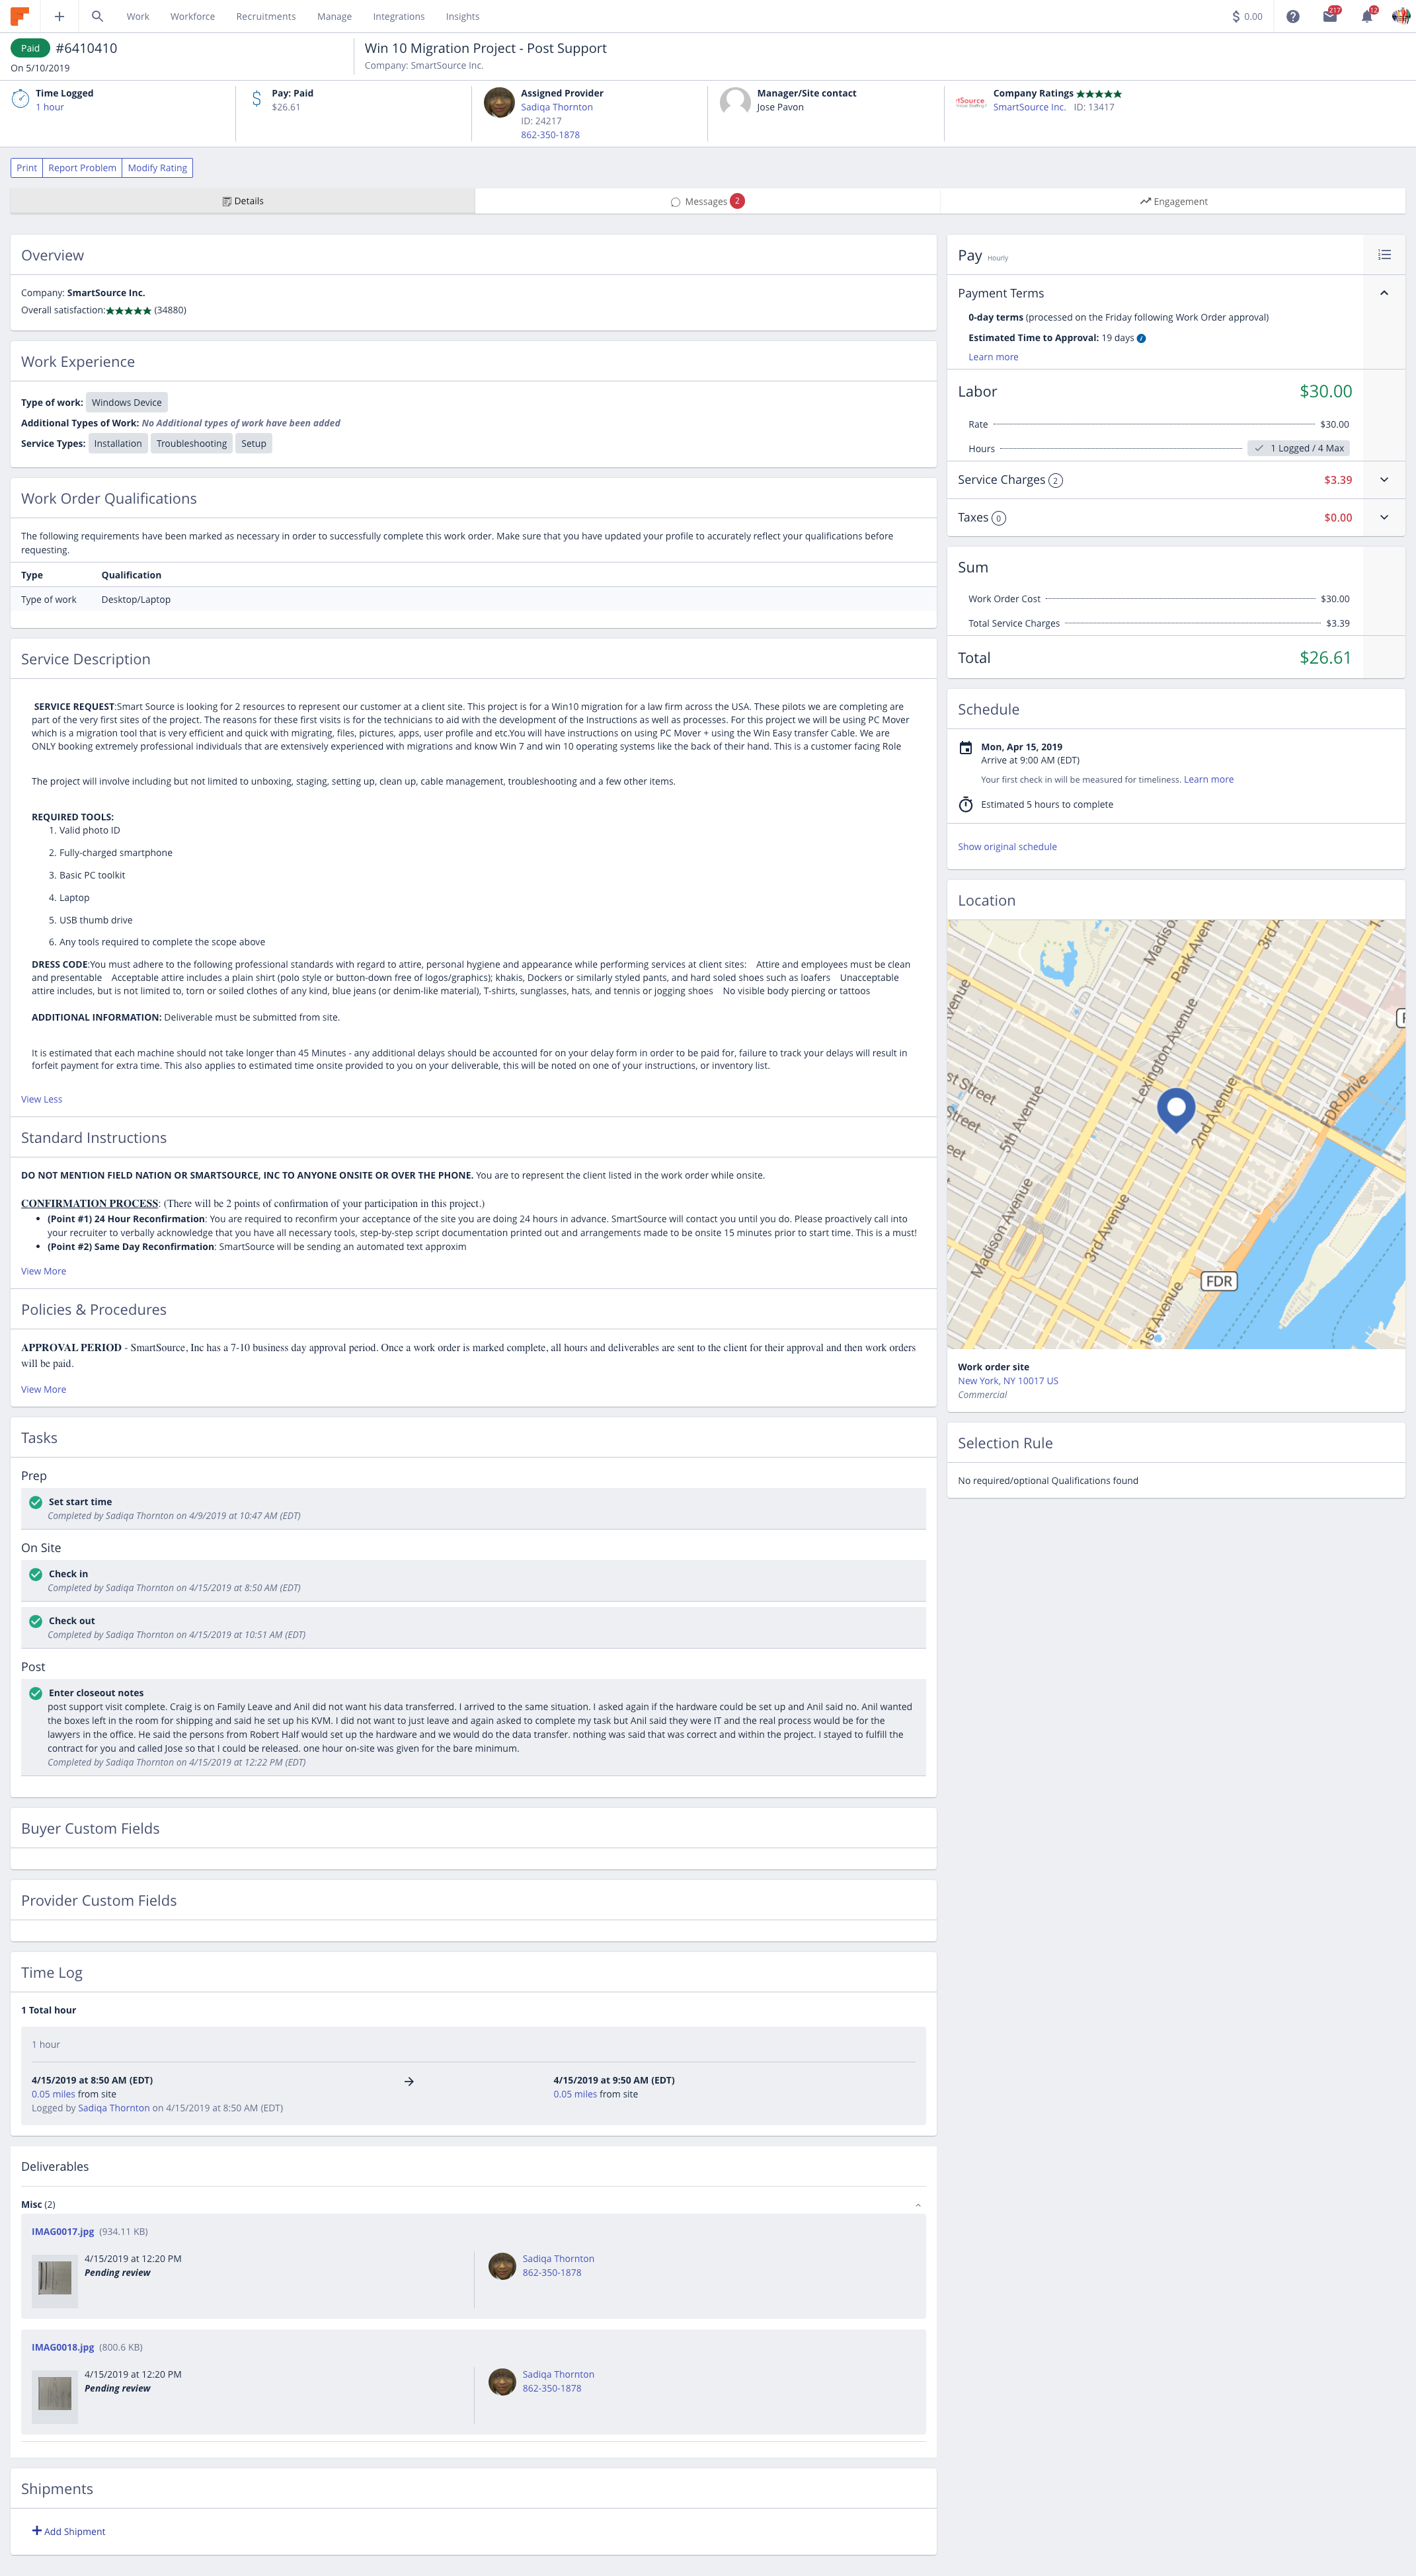 Work Workforce Recruitments Manage Integrations Insights $ 0.00 217 12
Paid #6410410
On 5/10/2019
Win 10 Migration Project - Post Support
Company: SmartSource Inc.
Time Logged
1 hour
Pay: Paid
$26.61
Assigned Provider
Sadiqa Thornton
ID: 24217
862-350-1878
Manager/Site contact
Jose Pavon
Company Ratings ★★★★★
SmartSource Inc. ID: 13417
Print Report Problem Modify Rating
Details Messages 2 Engagement
Overview
Company: SmartSource Inc.
Overall satisfaction:★★★★★ (34880)
Work Experience
Type of work: Windows Device
Additional Types of Work: No Additional types of work have been added
Service Types: Installation Troubleshooting Setup
Work Order Qualifications
The following requirements have been marked as necessary in order to successfully complete this work order. Make sure that you have updated your profile to accurately reflect your qualifications before
requesting.
Type Qualification
Type of work Desktop/Laptop
Service Description
SERVICE REQUEST:Smart Source is looking for 2 resources to represent our customer at a client site. This project is for a Win10 migration for a law firm across the USA. These pilots we are completing are
part of the very first sites of the project. The reasons for these first visits is for the technicians to aid with the development of the Instructions as well as processes. For this project we will be using PC Mover
which is a migration tool that is very efficient and quick with migrating, files, pictures, apps, user profile and etc.You will have instructions on using PC Mover + using the Win Easy transfer Cable. We are
ONLY booking extremely professional individuals that are extensively experienced with migrations and know Win 7 and win 10 operating systems like the back of their hand. This is a customer facing Role
The project will involve including but not limited to unboxing, staging, setting up, clean up, cable management, troubleshooting and a few other items.
REQUIRED TOOLS:
1. Valid photo ID
2. Fully-charged smartphone
3. Basic PC toolkit
4. Laptop
5. USB thumb drive
6. Any tools required to complete the scope above
DRESS CODE:You must adhere to the following professional standards with regard to attire, personal hygiene and appearance while performing services at client sites: Attire and employees must be clean
and presentable Acceptable attire includes a plain shirt (polo style or button-down free of logos/graphics); khakis, Dockers or similarly styled pants, and hard soled shoes such as loafers Unacceptable
attire includes, but is not limited to, torn or soiled clothes of any kind, blue jeans (or denim-like material), T-shirts, sunglasses, hats, and tennis or jogging shoes No visible body piercing or tattoos
ADDITIONAL INFORMATION: Deliverable must be submitted from site.
It is estimated that each machine should not take longer than 45 Minutes - any additional delays should be accounted for on your delay form in order to be paid for, failure to track your delays will result in
forfeit payment for extra time. This also applies to estimated time onsite provided to you on your deliverable, this will be noted on one of your instructions, or inventory list.
View Less
Standard Instructions
DO NOT MENTION FIELD NATION OR SMARTSOURCE, INC TO ANYONE ONSITE OR OVER THE PHONE. You are to represent the client listed in the work order while onsite.
CONFIRMATION PROCESS: (There will be 2 points of confirmation of your participation in this project.)
• (Point #1) 24 Hour Reconfirmation: You are required to reconfirm your acceptance of the site you are doing 24 hours in advance. SmartSource will contact you until you do. Please proactively call into
your recruiter to verbally acknowledge that you have all necessary tools, step-by-step script documentation printed out and arrangements made to be onsite 15 minutes prior to start time. This is a must!
• (Point #2) Same Day Reconfirmation: SmartSource will be sending an automated text approxim
View More
Policies & Procedures
APPROVAL PERIOD - SmartSource, Inc has a 7-10 business day approval period. Once a work order is marked complete, all hours and deliverables are sent to the client for their approval and then work orders
will be paid.
View More
Tasks
Prep
Set start time
Completed by Sadiqa Thornton on 4/9/2019 at 10:47 AM (EDT)
On Site
Check in
Completed by Sadiqa Thornton on 4/15/2019 at 8:50 AM (EDT)
Check out
Completed by Sadiqa Thornton on 4/15/2019 at 10:51 AM (EDT)
Post
Enter closeout notes
post support visit complete. Craig is on Family Leave and Anil did not want his data transferred. I arrived to the same situation. I asked again if the hardware could be set up and Anil said no. Anil wanted
the boxes left in the room for shipping and said he set up his KVM. I did not want to just leave and again asked to complete my task but Anil said they were IT and the real process would be for the
lawyers in the office. He said the persons from Robert Half would set up the hardware and we would do the data transfer. nothing was said that was correct and within the project. I stayed to fulfill the
contract for you and called Jose so that I could be released. one hour on-site was given for the bare minimum.
Completed by Sadiqa Thornton on 4/15/2019 at 12:22 PM (EDT)
Buyer Custom Fields
Provider Custom Fields
Time Log
1 Total hour
1 hour
4/15/2019 at 8:50 AM (EDT) → 4/15/2019 at 9:50 AM (EDT)
0.05 miles from site 0.05 miles from site
Logged by Sadiqa Thornton on 4/15/2019 at 8:50 AM (EDT)
Deliverables
Misc (2)
IMAG0017.jpg (934.11 KB)
4/15/2019 at 12:20 PM Sadiqa Thornton
Pending review 862-350-1878
IMAG0018.jpg (800.6 KB)
4/15/2019 at 12:20 PM Sadiqa Thornton
Pending review 862-350-1878
Shipments
+ Add Shipment
Pay Hourly
Payment Terms
0-day terms (processed on the Friday following Work Order approval)
Estimated Time to Approval: 19 days
Learn more
Labor $30.00
Rate $30.00
Hours 1 Logged / 4 Max
Service Charges 2 $3.39
Taxes 0 $0.00
Sum
Work Order Cost $30.00
Total Service Charges $3.39
Total $26.61
Schedule
Mon, Apr 15, 2019
Arrive at 9:00 AM (EDT)
Your first check in will be measured for timeliness. Learn more
Estimated 5 hours to complete
Show original schedule
Location
Park Avenue
Lexington Avenue
5th Avenue
2nd Avenue
FDR Drive
Madison Avenue
3rd Avenue
1st Avenue
FDR
Work order site
New York, NY 10017 US
Commercial
Selection Rule
No required/optional Qualifications found